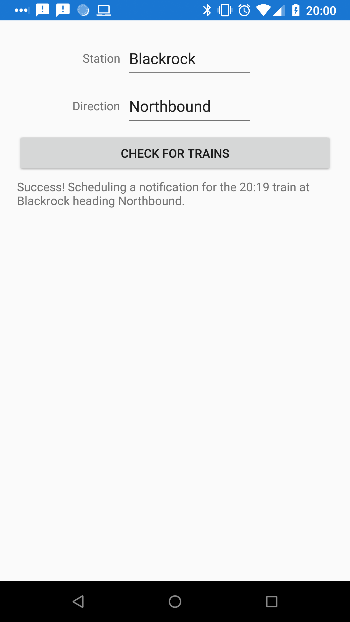 20:00
Station Blackrock
Direction Northbound
CHECK FOR TRAINS
Success! Scheduling a notification for the 20:19 train at
Blackrock heading Northbound.